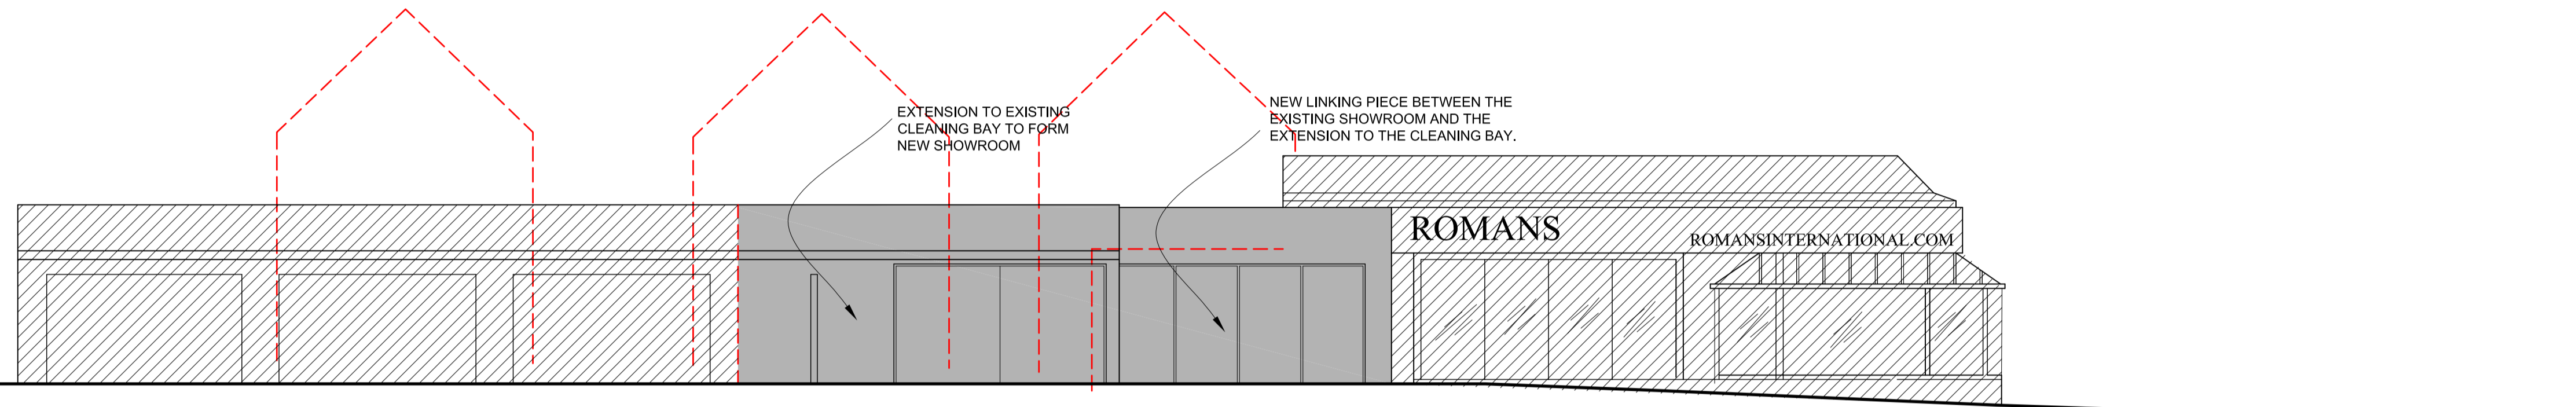 EXTENSION TO EXISTING
CLEANING BAY TO FORM
NEW SHOWROOM
NEW LINKING PIECE BETWEEN THE
EXISTING SHOWROOM AND THE
EXTENSION TO THE CLEANING BAY.
ROMANS
ROMANSINTERNATIONAL.COM